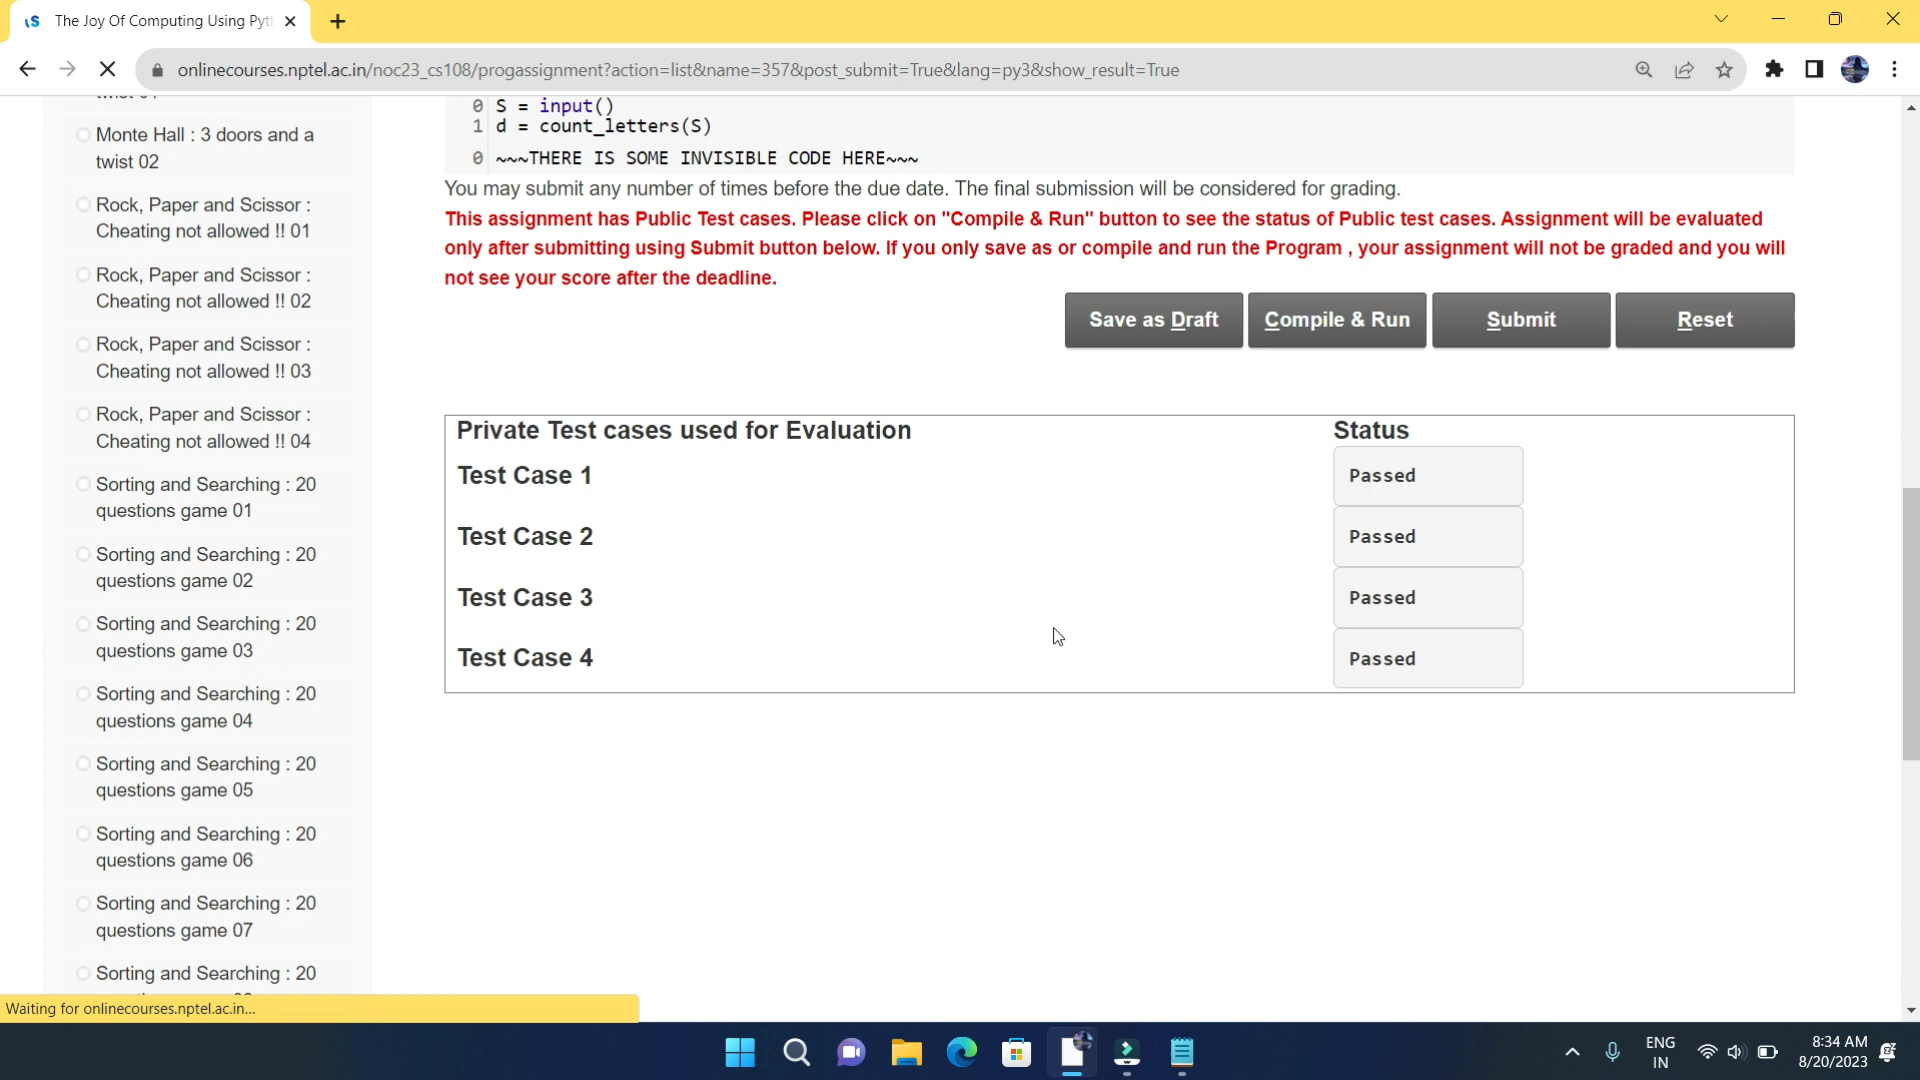 The Joy Of Computing Using Pyt
onlinecourses.nptel.ac.in/noc23_cs108/progassignment?action=list&name=357&post_submit=True&lang=py3&show_result=True
Monte Hall : 3 doors and a
twist 02
Rock, Paper and Scissor :
Cheating not allowed !! 01
Rock, Paper and Scissor :
Cheating not allowed !! 02
Rock, Paper and Scissor :
Cheating not allowed !! 03
Rock, Paper and Scissor :
Cheating not allowed !! 04
Sorting and Searching : 20
questions game 01
Sorting and Searching : 20
questions game 02
Sorting and Searching : 20
questions game 03
Sorting and Searching : 20
questions game 04
Sorting and Searching : 20
questions game 05
Sorting and Searching : 20
questions game 06
Sorting and Searching : 20
questions game 07
Sorting and Searching : 20
0 S = input()
1 d = count_letters(S)
0 ~~~THERE IS SOME INVISIBLE CODE HERE~~~
You may submit any number of times before the due date. The final submission will be considered for grading.
This assignment has Public Test cases. Please click on "Compile & Run" button to see the status of Public test cases. Assignment will be evaluated
only after submitting using Submit button below. If you only save as or compile and run the Program , your assignment will not be graded and you will
not see your score after the deadline.
Save as Draft Compile & Run Submit Reset
Private Test cases used for Evaluation Status
Test Case 1 Passed
Test Case 2 Passed
Test Case 3 Passed
Test Case 4 Passed
Waiting for onlinecourses.nptel.ac.in...
ENG
IN
8:34 AM
8/20/2023